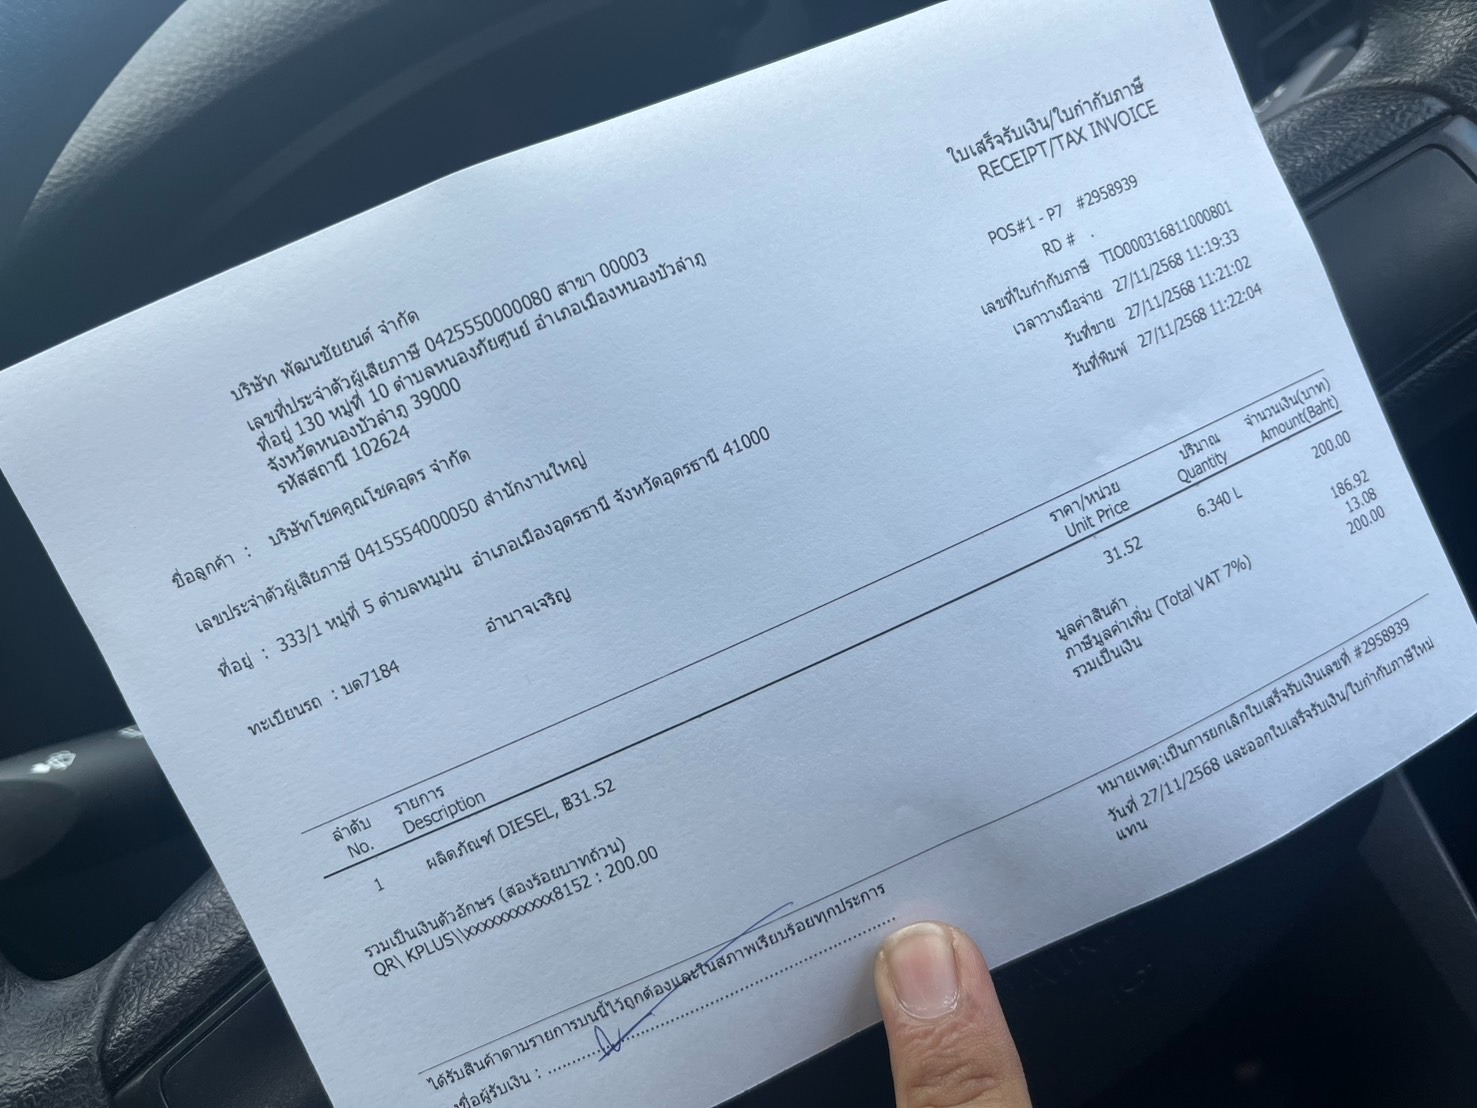 ใบเสร็จรับเงิน/ใบกำกับภาษี
RECEIPT/TAX INVOICE
POS#1 - P7 #2958939
RD # .
เลขที่ใบกำกับภาษี TIO000316811000801
เวลาวางมือจ่าย 27/11/2568 11:19:33
วันที่ขาย 27/11/2568 11:21:02
วันที่พิมพ์ 27/11/2568 11:22:04
บริษัท พัฒนชัยยนต์ จำกัด
เลขที่ประจำตัวผู้เสียภาษี 0425550000080 สาขา 00003
ที่อยู่ 130 หมู่ที่ 10 ตำบลหนองภัยศูนย์ อำเภอเมืองหนองบัวลำภู
จังหวัดหนองบัวลำภู 39000
รหัสสถานี 102624
ชื่อลูกค้า : บริษัทโชคคูณโชคอุดร จำกัด
เลขประจำตัวผู้เสียภาษี 0415554000050 สำนักงานใหญ่
ที่อยู่ : 333/1 หมู่ที่ 5 ตำบลหมูม่น อำเภอเมืองอุดรธานี จังหวัดอุดรธานี 41000
ทะเบียนรถ : บด7184 อำนาจเจริญ
ลำดับ รายการ ราคา/หน่วย ปริมาณ จำนวนเงิน(บาท)
No. Description Unit Price Quantity Amount(Baht)
1 ผลิตภัณฑ์ DIESEL, ฿31.52 31.52 6.340 L 200.00
มูลค่าสินค้า 186.92
ภาษีมูลค่าเพิ่ม (Total VAT 7%) 13.08
รวมเป็นเงิน 200.00
รวมเป็นเงินตัวอักษร (สองร้อยบาทถ้วน)
QR\ KPLUS\\xxxxxxxxxxx8152 : 200.00
หมายเหตุ:เป็นการยกเลิกใบเสร็จรับเงินเลขที่ #2958939
วันที่ 27/11/2568 และออกใบเสร็จรับเงิน/ใบกำกับภาษีใหม่
แทน
ได้รับสินค้าตามรายการบนนี้ไว้ถูกต้องและในสภาพเรียบร้อยทุกประการ
งชื่อผู้รับเงิน : ......................................................